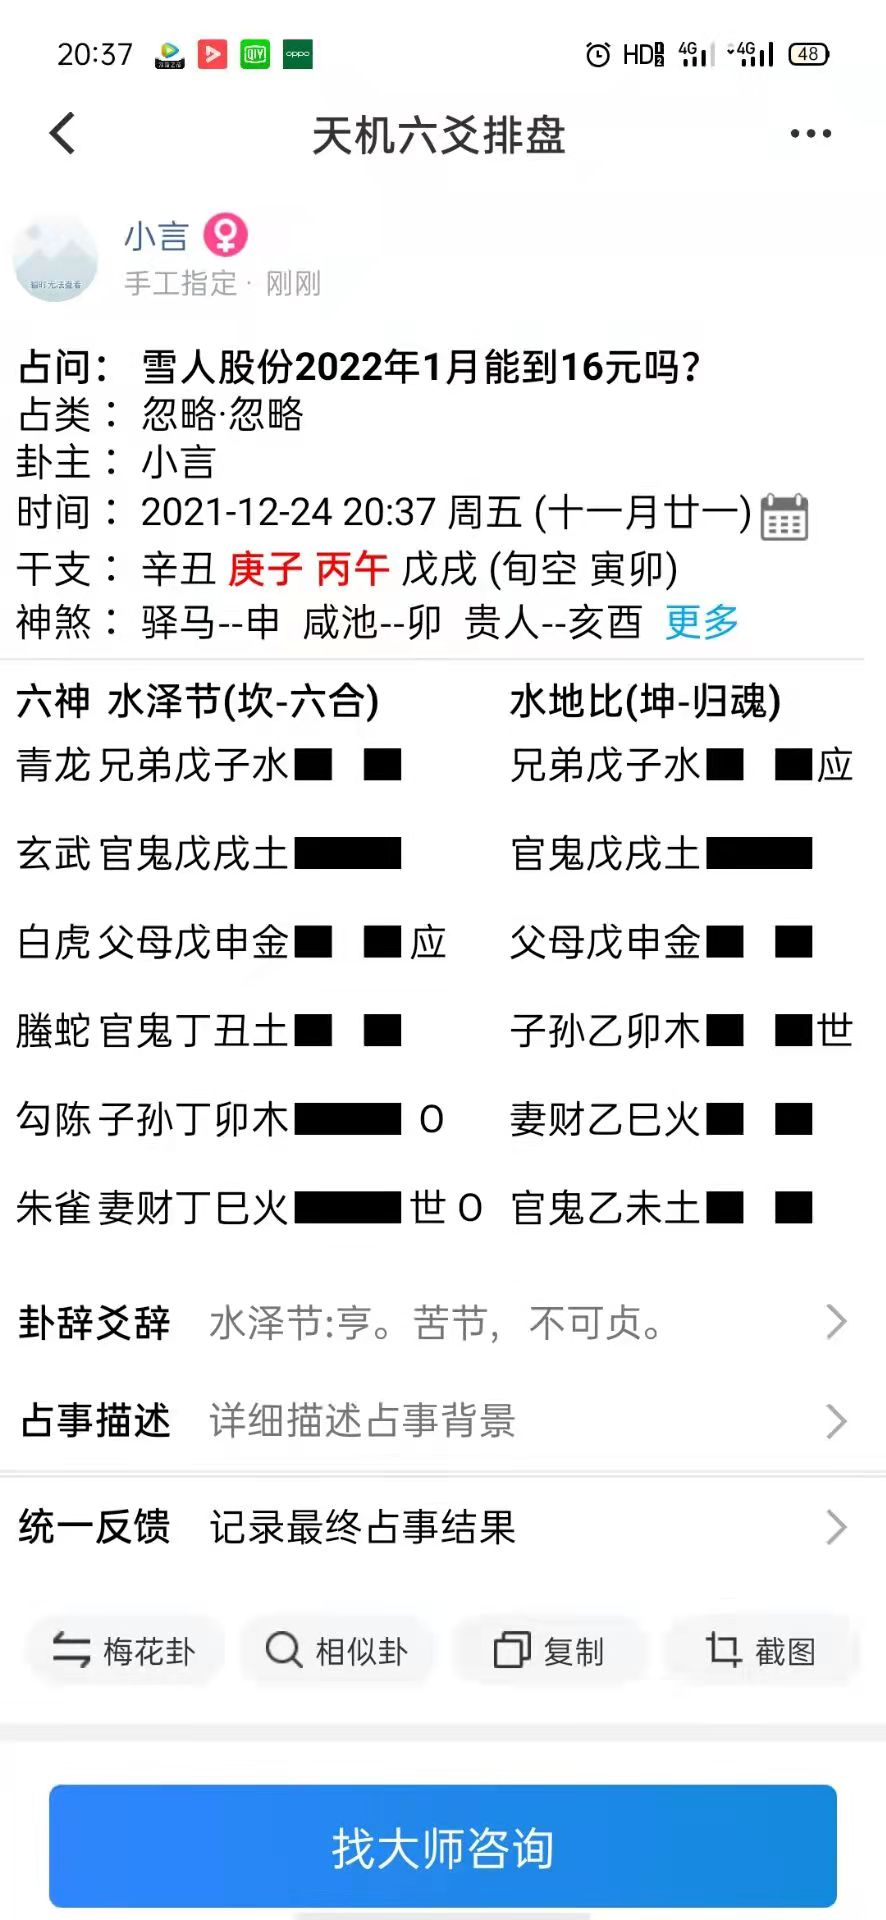 20:37 QIY oppo HD 4G 4G 48
天机六爻排盘
小言
手工指定· 刚刚
占问： 雪人股份2022年1月能到16元吗？
占类： 忽略·忽略
卦主： 小言
时间： 2021-12-24 20:37 周五 (十一月廿一)
干支： 辛丑 庚子 丙午 戊戌 (旬空 寅卯)
神煞： 驿马--申 咸池--卯 贵人--亥酉 更多
六神 水泽节(坎-六合) 水地比(坤-归魂)
青龙 兄弟戊子水 兄弟戊子水 应
玄武 官鬼戊戌土 官鬼戊戌土
白虎 父母戊申金 应 父母戊申金
螣蛇 官鬼丁丑土 子孙乙卯木 世
勾陈 子孙丁卯木 O 妻财乙巳火
朱雀 妻财丁巳火 世 O 官鬼乙未土
卦辞爻辞 水泽节:亨。苦节，不可贞。
占事描述 详细描述占事背景
统一反馈 记录最终占事结果
梅花卦 相似卦 复制 截图
找大师咨询